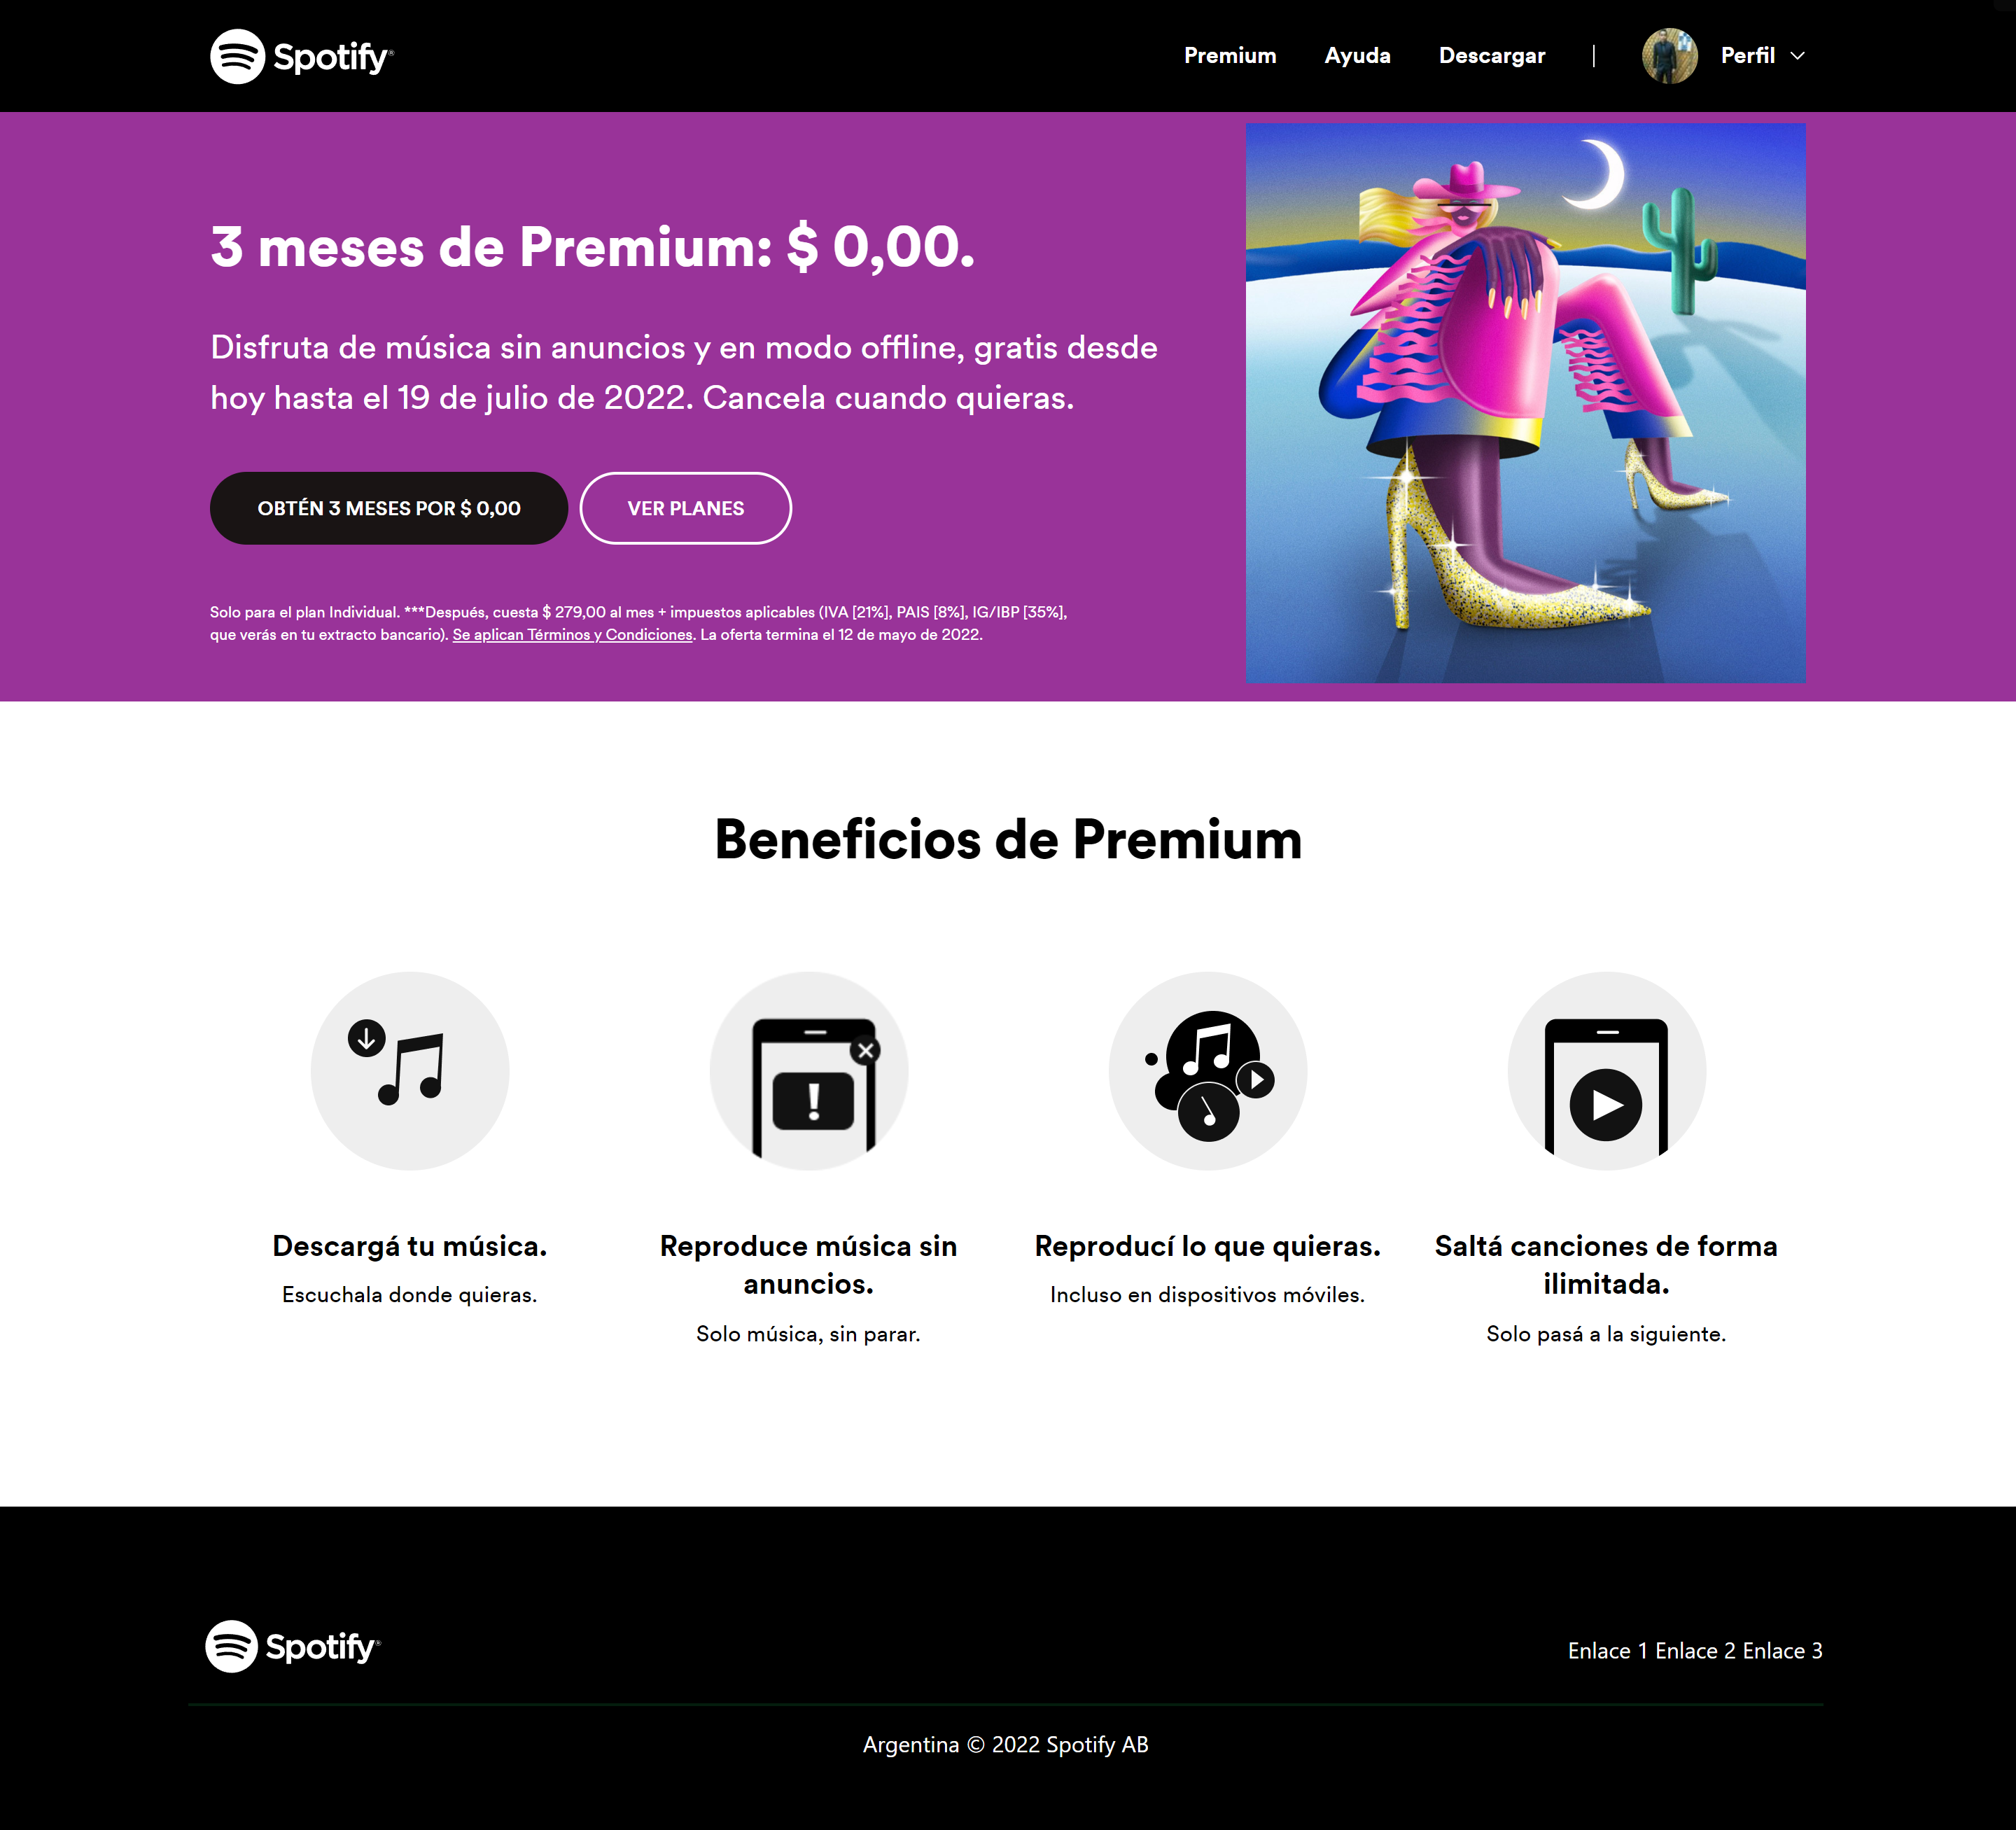 Spotify®
Premium
Ayuda
Descargar
Perfil
3 meses de Premium: $ 0,00.
Disfruta de música sin anuncios y en modo offline, gratis desde
hoy hasta el 19 de julio de 2022. Cancela cuando quieras.
OBTÉN 3 MESES POR $ 0,00
VER PLANES
Solo para el plan Individual. ***Después, cuesta $ 279,00 al mes + impuestos aplicables (IVA [21%], PAIS [8%], IG/IBP [35%],
que verás en tu extracto bancario). Se aplican Términos y Condiciones. La oferta termina el 12 de mayo de 2022.
Beneficios de Premium
Descargá tu música.
Escuchala donde quieras.
Reproduce música sin
anuncios.
Solo música, sin parar.
Reproducí lo que quieras.
Incluso en dispositivos móviles.
Saltá canciones de forma
ilimitada.
Solo pasá a la siguiente.
Spotify®
Enlace 1 Enlace 2 Enlace 3
Argentina © 2022 Spotify AB